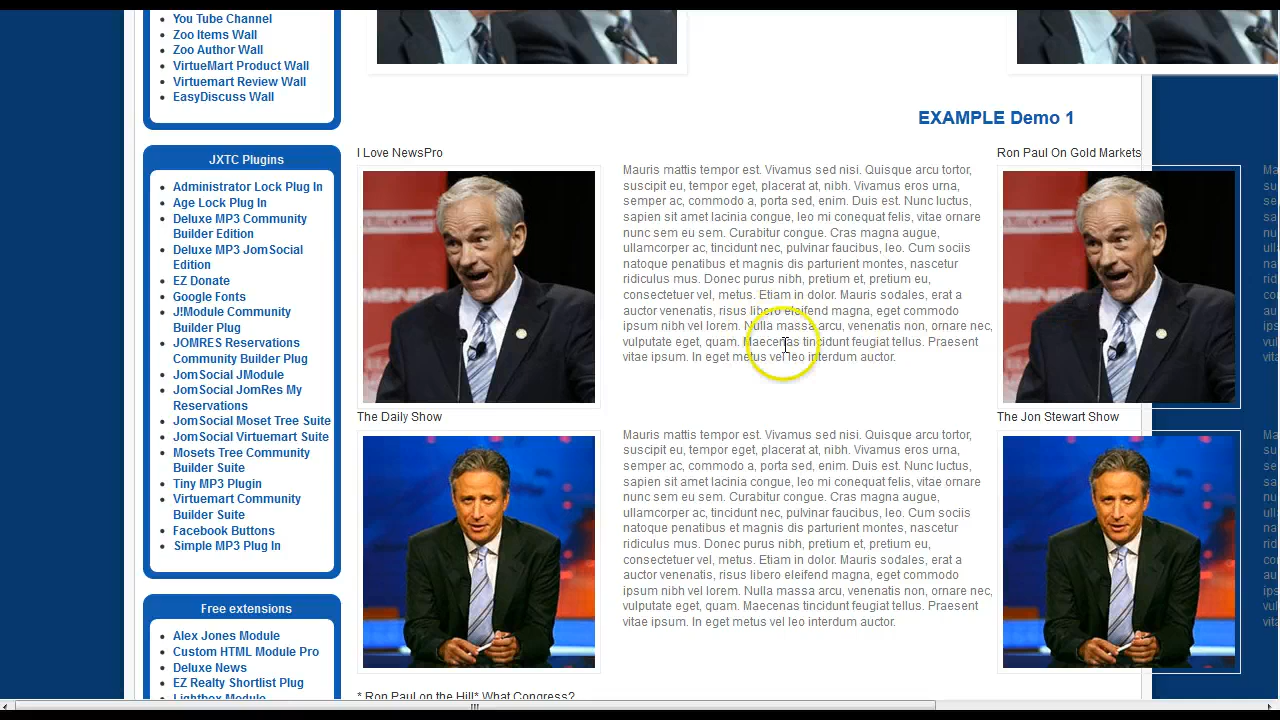 You Tube Channel
Zoo Items Wall
Zoo Author Wall
VirtueMart Product Wall
Virtuemart Review Wall
EasyDiscuss Wall
JXTC Plugins
Administrator Lock Plug In
Age Lock Plug In
Deluxe MP3 Community
Builder Edition
Deluxe MP3 JomSocial
Edition
EZ Donate
Google Fonts
J!Module Community
Builder Plug
JOMRES Reservations
Community Builder Plug
JomSocial JModule
JomSocial JomRes My
Reservations
JomSocial Moset Tree Suite
JomSocial Virtuemart Suite
Mosets Tree Community
Builder Suite
Tiny MP3 Plugin
Virtuemart Community
Builder Suite
Facebook Buttons
Simple MP3 Plug In
Free extensions
Alex Jones Module
Custom HTML Module Pro
Duplex News
EZ Realty Shortlist Plug
Lightbox Module
EXAMPLE Demo 1
I Love NewsPro
Mauris mattis tempor est. Vivamus sed nisi. Quisque arcu tortor,
suscipit eu, tempor eget, placerat at, nibh. Vivamus eros urna,
semper ac, commodo a, porta sed, enim. Duis est. Nunc luctus,
sapien sit amet lacinia congue, leo mi conequat felis, vitae ornare
nunc sem eu sem. Curabitur congue. Cras magna augue,
ullamcorper ac, tincidunt nec, pulvinar faucibus, leo. Cum sociis
natoque penatibus et magnis dis parturient montes, nascetur
ridiculus mus. Donec purus nibh, pretium et, pretium eu,
consectetuer vel, metus. Etiam in dolor. Mauris sodales, erat a
auctor venenatis, risus libero eleifend magna, eget commodo
ipsum nibh vel lorem. Nulla massa arcu, venenatis non, ornare nec,
vulputate eget, quam. Maecenas tincidunt feugiat tellus. Praesent
vitae ipsum. In eget metus vel leo interdum auctor.
Ron Paul On Gold Markets
The Daily Show
Mauris mattis tempor est. Vivamus sed nisi. Quisque arcu tortor,
suscipit eu, tempor eget, placerat at, nibh. Vivamus eros urna,
semper ac, commodo a, porta sed, enim. Duis est. Nunc luctus,
sapien sit amet lacinia congue, leo mi conequat felis, vitae ornare
nunc sem eu sem. Curabitur congue. Cras magna augue,
ullamcorper ac, tincidunt nec, pulvinar faucibus, leo. Cum sociis
natoque penatibus et magnis dis parturient montes, nascetur
ridiculus mus. Donec purus nibh, pretium et, pretium eu,
consectetuer vel, metus. Etiam in dolor. Mauris sodales, erat a
auctor venenatis, risus libero eleifend magna, eget commodo
ipsum nibh vel lorem. Nulla massa arcu, venenatis non, ornare nec,
vulputate eget, quam. Maecenas tincidunt feugiat tellus. Praesent
vitae ipsum. In eget metus vel leo interdum auctor.
The Jon Stewart Show
* Ron Paul on the Hill* What Congress?